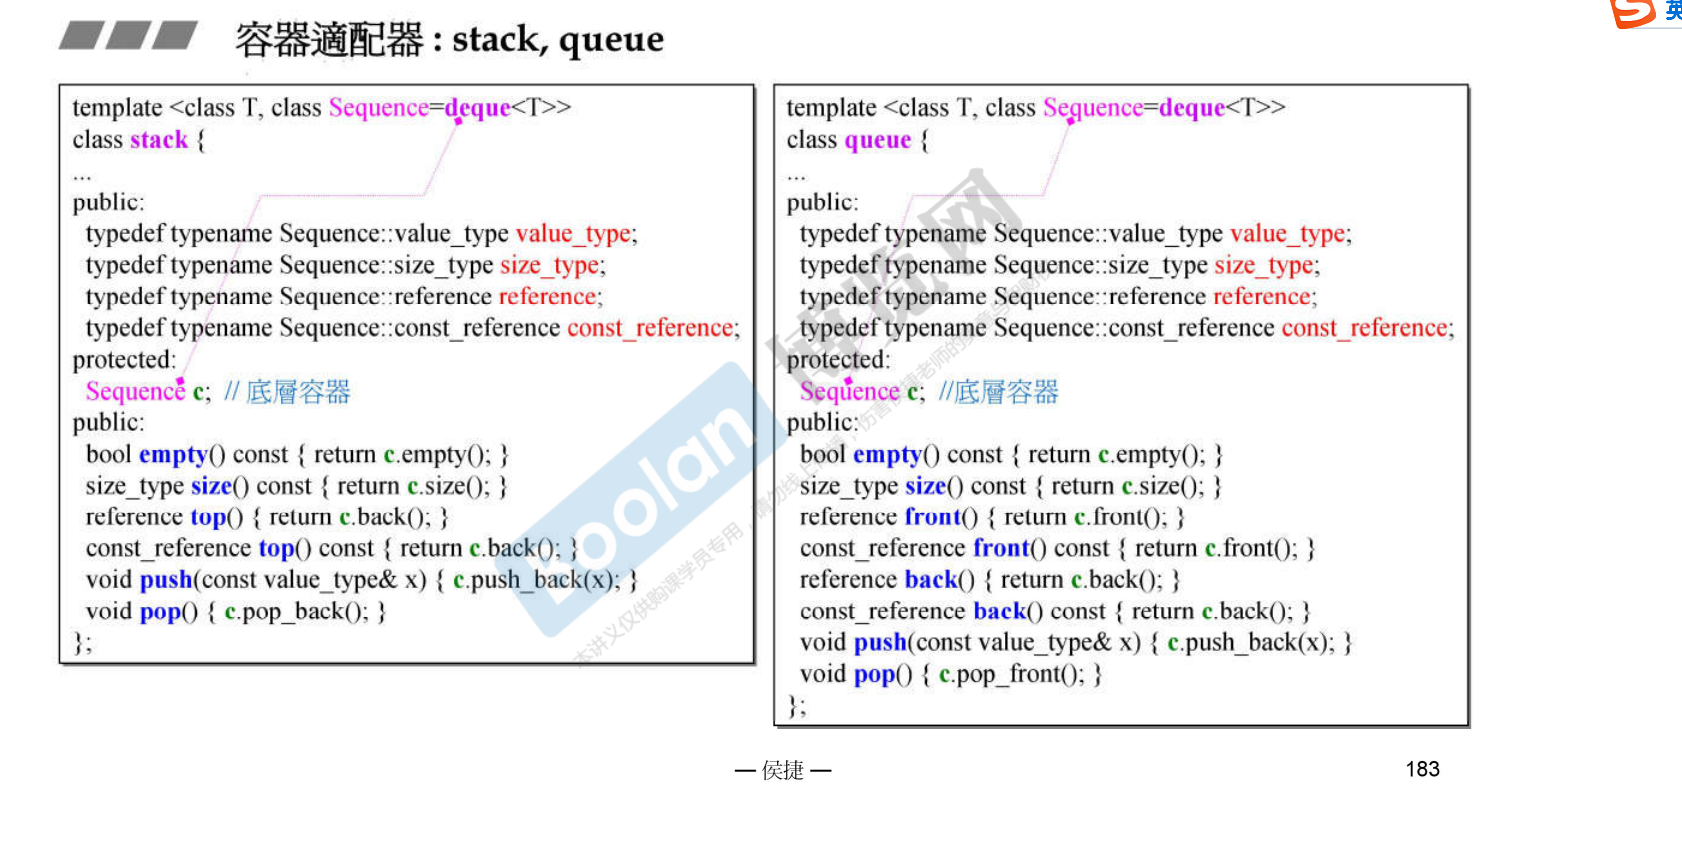 英
容器適配器 : stack, queue
template <class T, class Sequence=deque<T>>
class stack {
...
public:
typedef typename Sequence::value_type value_type;
typedef typename Sequence::size_type size_type;
typedef typename Sequence::reference reference;
typedef typename Sequence::const_reference const_reference;
protected:
Sequence c; // 底層容器
public:
bool empty() const { return c.empty(); }
size_type size() const { return c.size(); }
reference top() { return c.back(); }
const_reference top() const { return c.back(); }
void push(const value_type& x) { c.push_back(x); }
void pop() { c.pop_back(); }
};
template <class T, class Sequence=deque<T>>
class queue {
...
public:
typedef typename Sequence::value_type value_type;
typedef typename Sequence::size_type size_type;
typedef typename Sequence::reference reference;
typedef typename Sequence::const_reference const_reference;
protected:
Sequence c; //底層容器
public:
bool empty() const { return c.empty(); }
size_type size() const { return c.size(); }
reference front() { return c.front(); }
const_reference front() const { return c.front(); }
reference back() { return c.back(); }
const_reference back() const { return c.back(); }
void push(const value_type& x) { c.push_back(x); }
void pop() { c.pop_front(); }
};
Boolan 博览网
本讲义仅供购课学员专用，请勿线上
— 侯捷 —
183